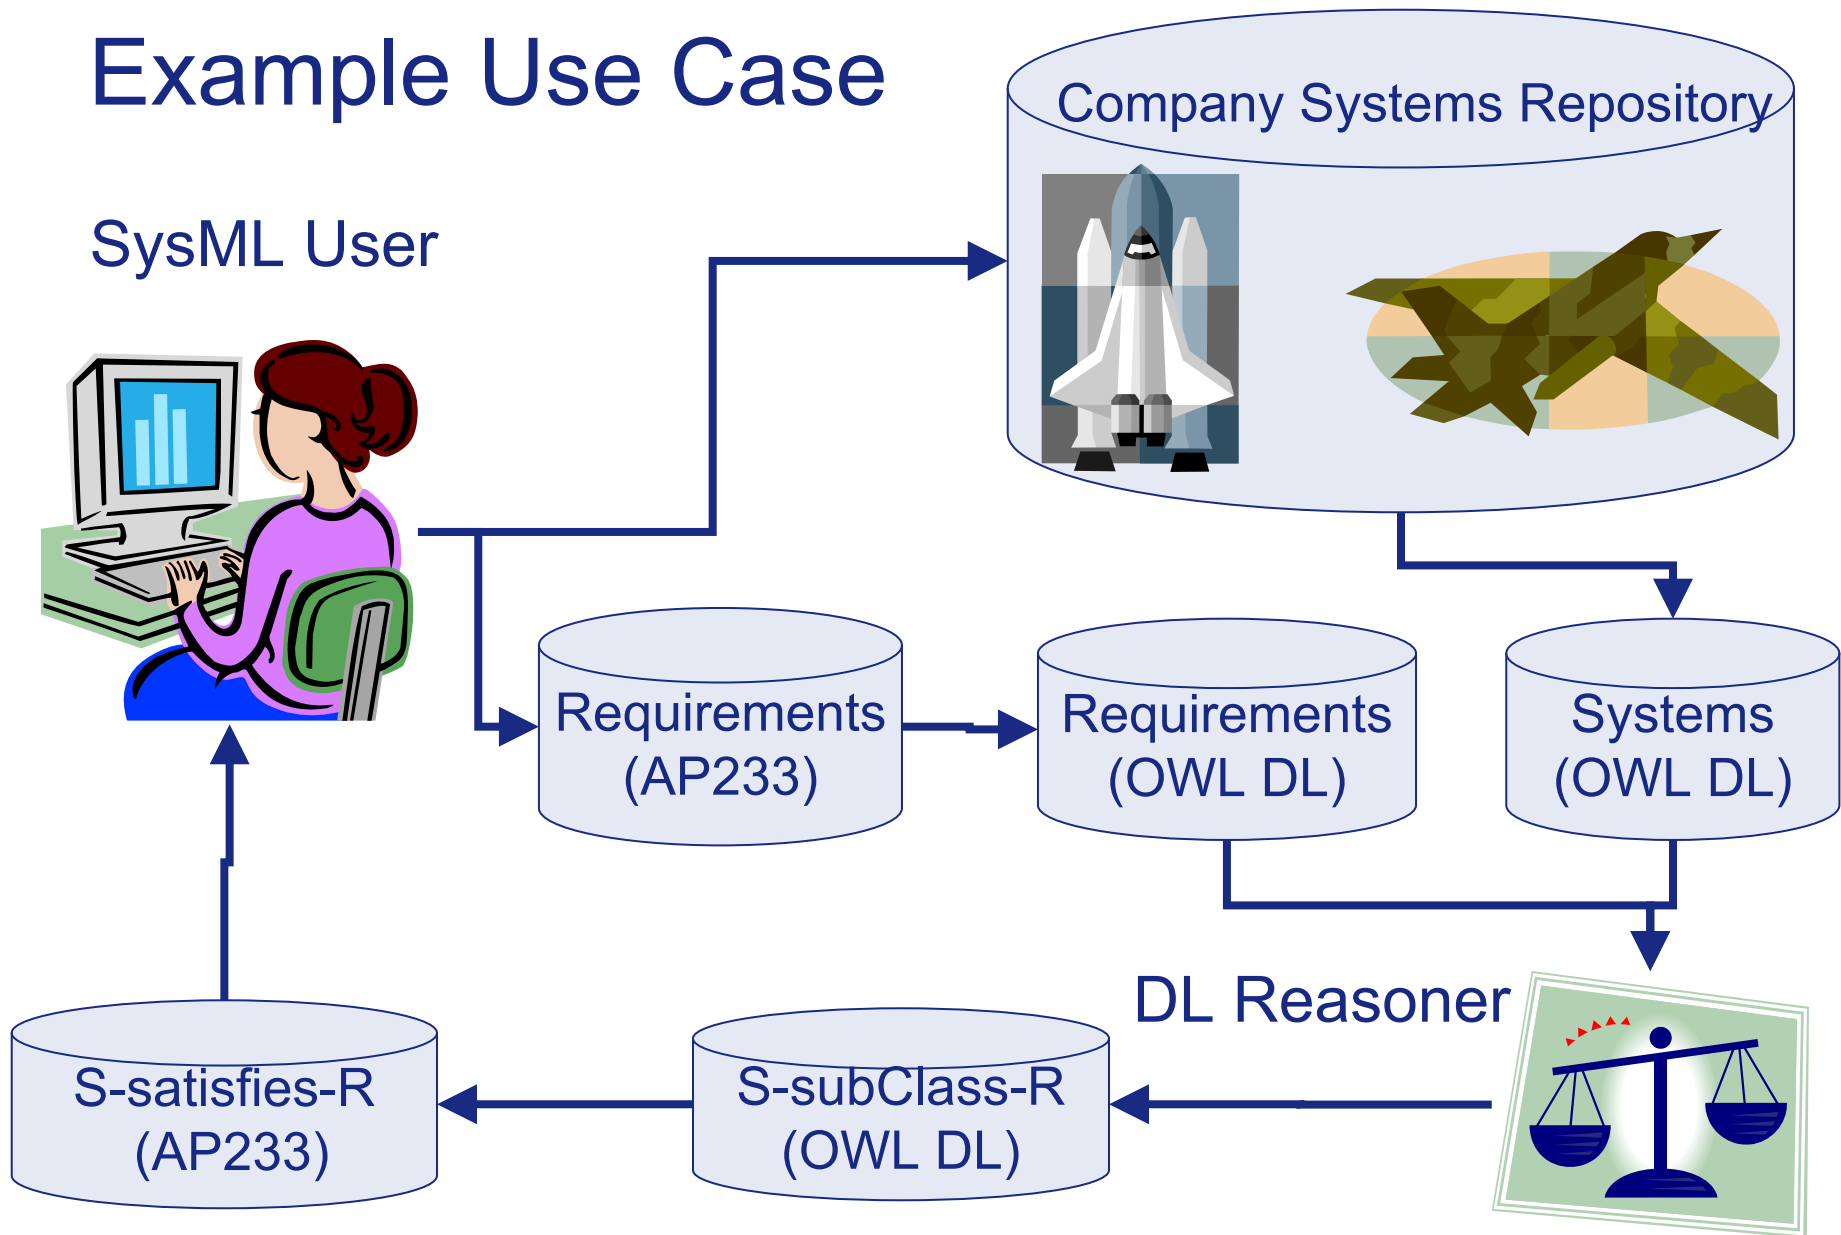 Example Use Case
Company Systems Repository
SysML User
Requirements
(AP233)
Requirements
(OWL DL)
Systems
(OWL DL)
DL Reasoner
S-satisfies-R
(AP233)
S-subClass-R
(OWL DL)